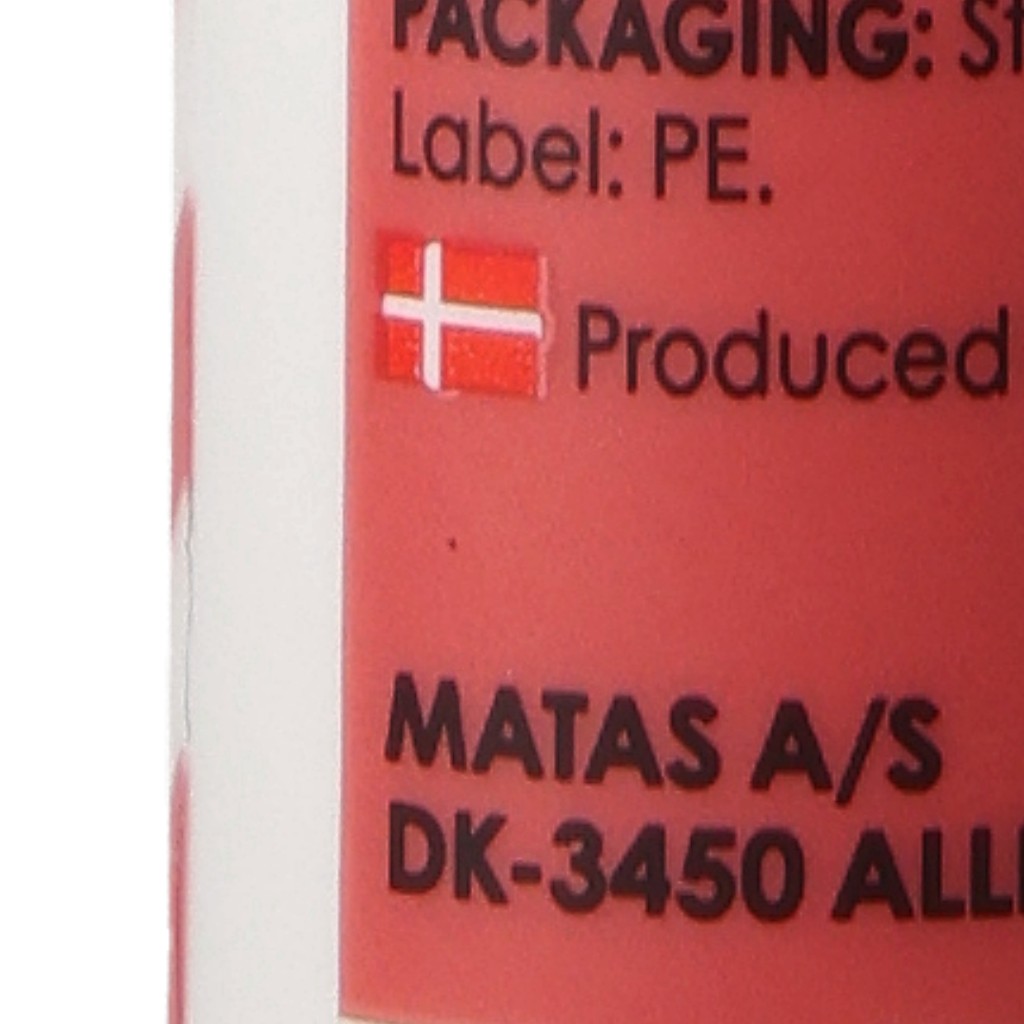 PACKAGING:
Label: PE.
Produced
MATAS A/S
DK-3450